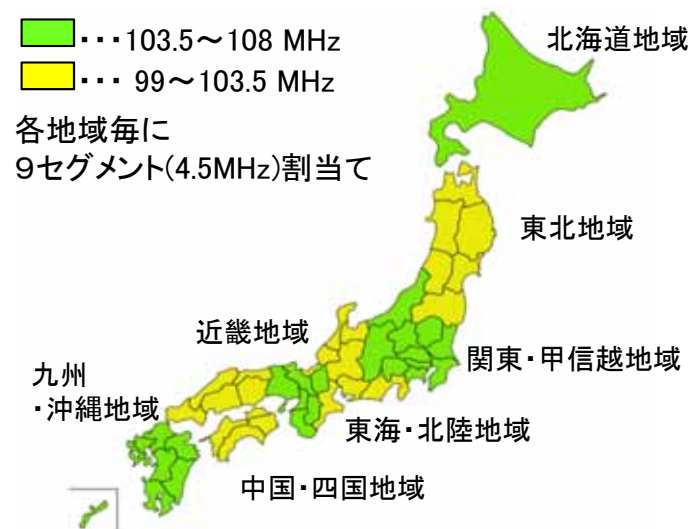 ・・・103.5～108 MHz
・・・ 99～103.5 MHz
各地域毎に
９セグメント(4.5MHz)割当て
北海道地域
東北地域
近畿地域
関東・甲信越地域
九州
・沖縄地域
東海・北陸地域
中国・四国地域